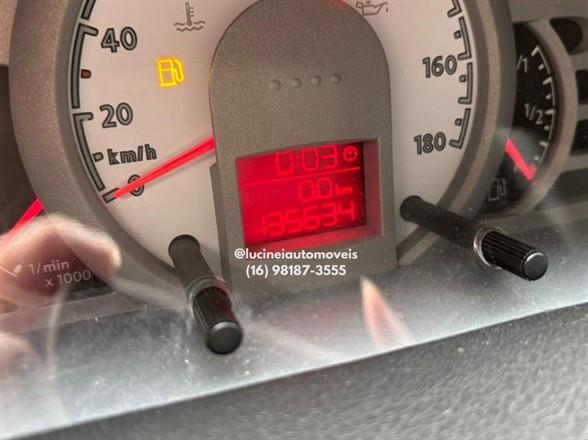 40
20
km/h
0
160
180
1/1
1/2
0:03
0.0 km
135634
@lucineiautomoveis
(16) 98187-3555
1/min
x 1000